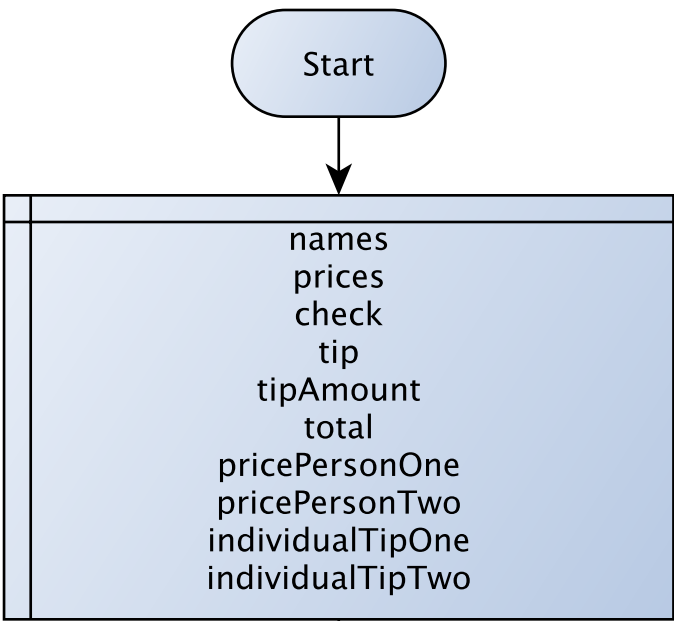 Start
names
prices
check
tip
tipAmount
total
pricePersonOne
pricePersonTwo
individualTipOne
individualTipTwo